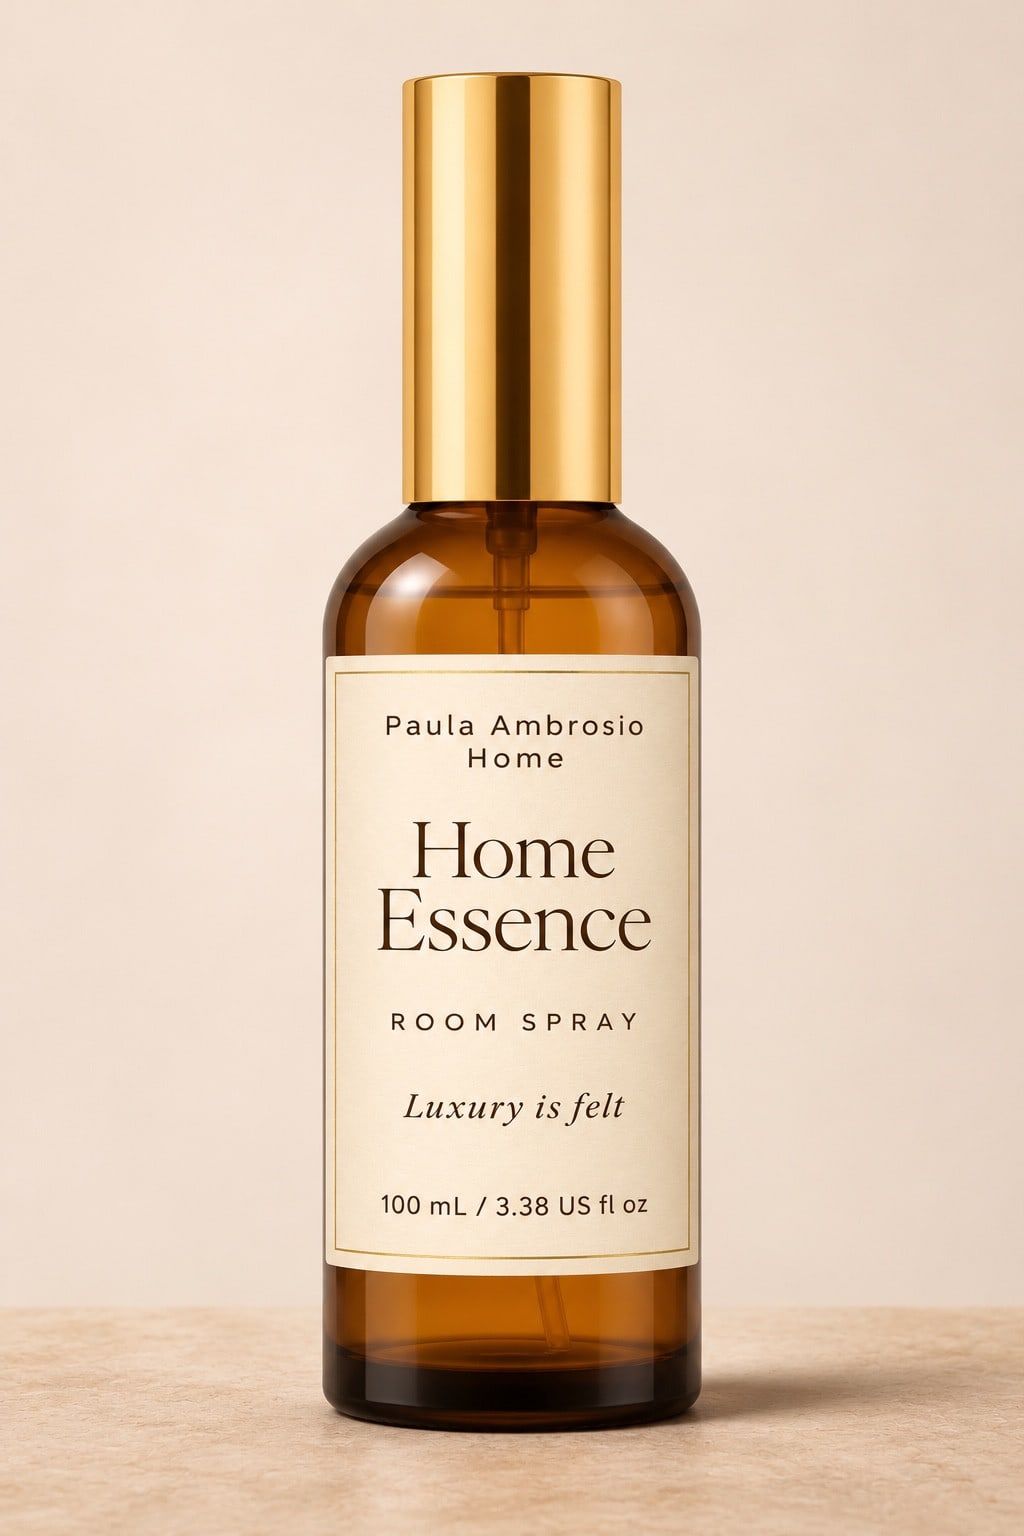 Paula Ambrosio
Home
Home
Essence
ROOM SPRAY
Luxury is felt
100 mL / 3.38 US fl oz